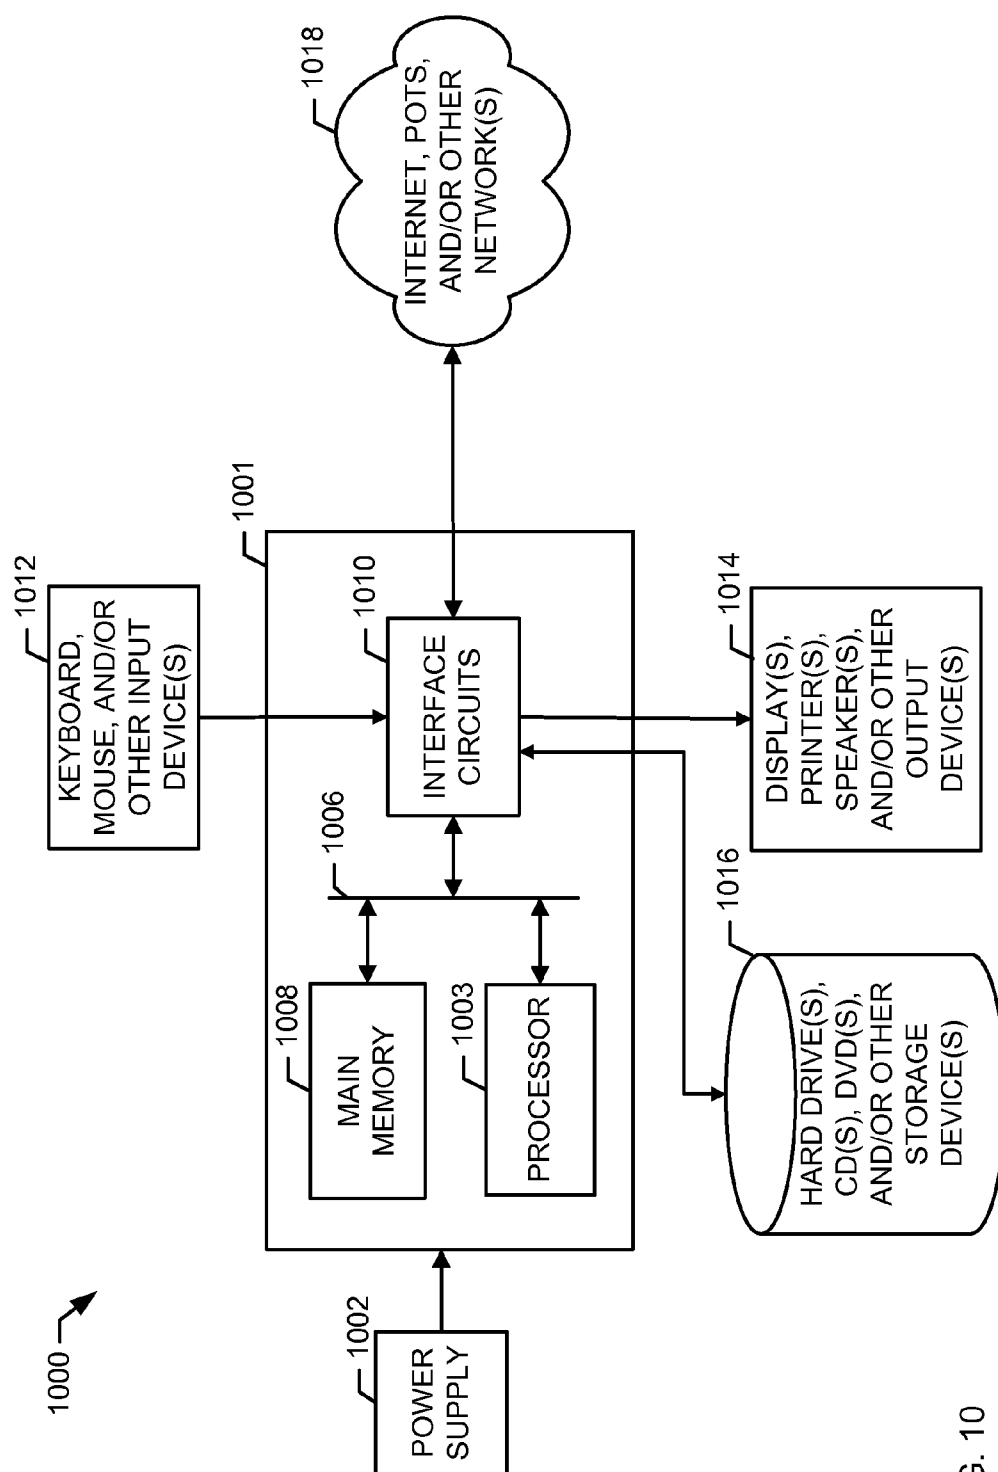 1000
1012
KEYBOARD,
MOUSE, AND/OR
OTHER INPUT
DEVICE(S)
1001
1002
POWER
SUPPLY
1008
MAIN
MEMORY
1003
PROCESSOR
1006
1010
INTERFACE
CIRCUITS
1018
INTERNET, POTS,
AND/OR OTHER
NETWORK(S)
1016
HARD DRIVE(S),
CD(S), DVD(S),
AND/OR OTHER
STORAGE
DEVICE(S)
1014
DISPLAY(S),
PRINTER(S),
SPEAKER(S),
AND/OR OTHER
OUTPUT
DEVICE(S)
G. 10